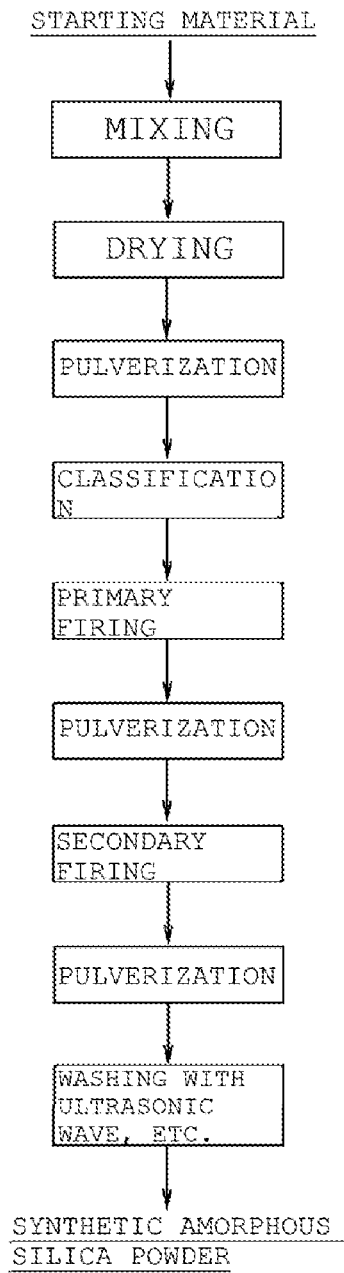 STARTING MATERIAL
MIXING
DRYING
PULVERIZATION
CLASSIFICATIO
N
PRIMARY
FIRING
PULVERIZATION
SECONDARY
FIRING
PULVERIZATION
WASHING WITH
ULTRASONIC
WAVE, ETC.
SYNTHETIC AMORPHOUS
SILICA POWDER